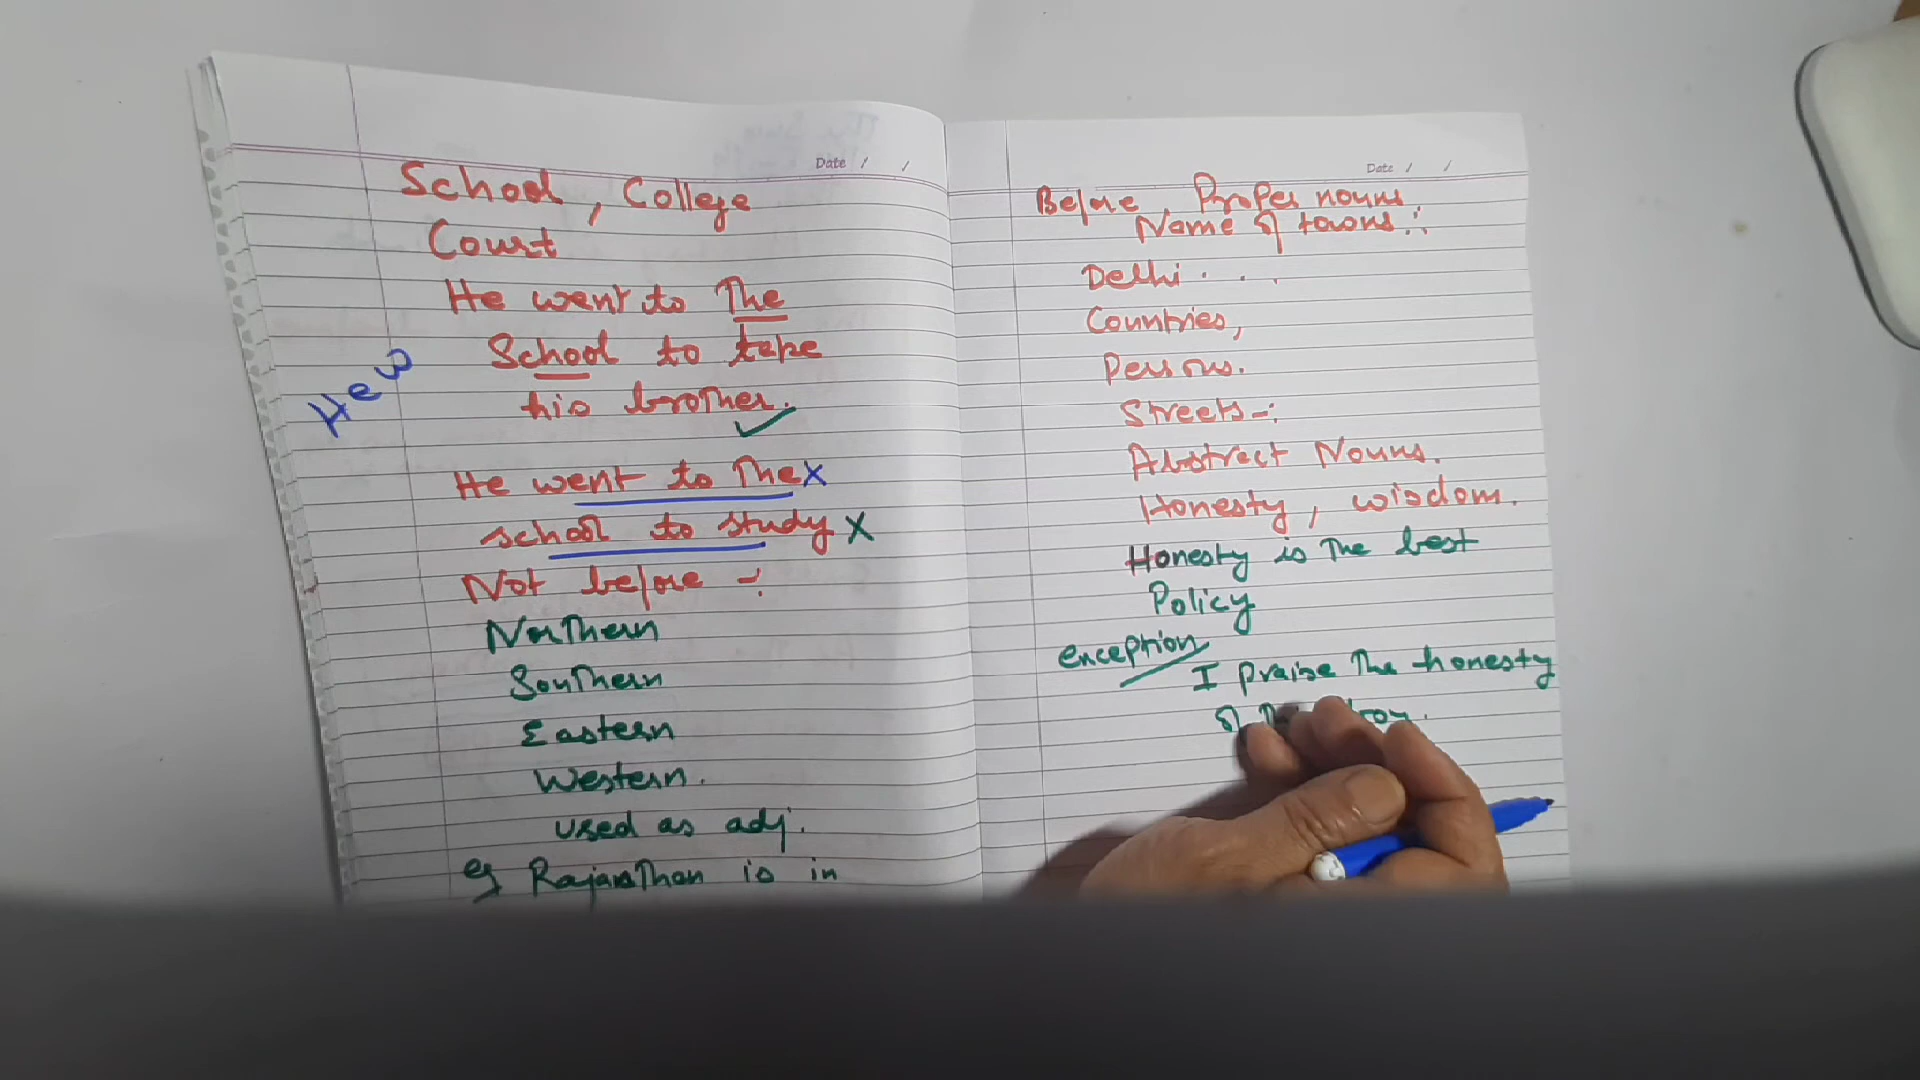 Date / /
School, College
Court
He went to The
School to take
his brother.
He went to The X
school to study X
Not before -:
Northern
Southern
Eastern
Western.
used as adj.
eg Rajasthan is in
Hew
Date / /
Before Proper nouns
Name of towns :.
Delhi . . .
Countries,
Persons.
Streets -:
Abstract Nouns.
Honesty, wisdom.
Honesty is The best
Policy
exception
I praise The honesty
of boy.